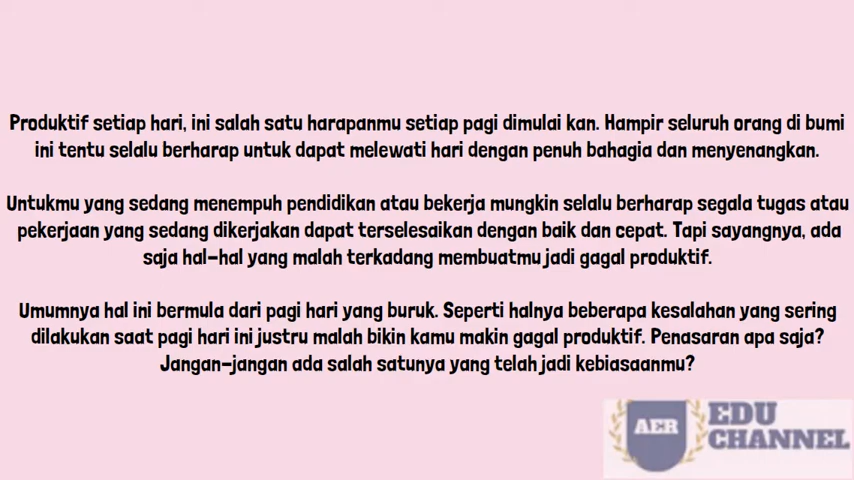 Produktif setiap hari, ini salah satu harapanmu setiap pagi dimulai kan. Hampir seluruh orang di bumi
ini tentu selalu berharap untuk dapat melewati hari dengan penuh bahagia dan menyenangkan.
Untukmu yang sedang menempuh pendidikan atau bekerja mungkin selalu berharap segala tugas atau
pekerjaan yang sedang dikerjakan dapat terselesaikan dengan baik dan cepat. Tapi sayangnya, ada
saja hal-hal yang malah terkadang membuatmu jadi gagal produktif.
Umumnya hal ini bermula dari pagi hari yang buruk. Seperti halnya beberapa kesalahan yang sering
dilakukan saat pagi hari ini justru malah bikin kamu makin gagal produktif. Penasaran apa saja?
Jangan-jangan ada salah satunya yang telah jadi kebiasaanmu?
AER
EDU
CHANNEL